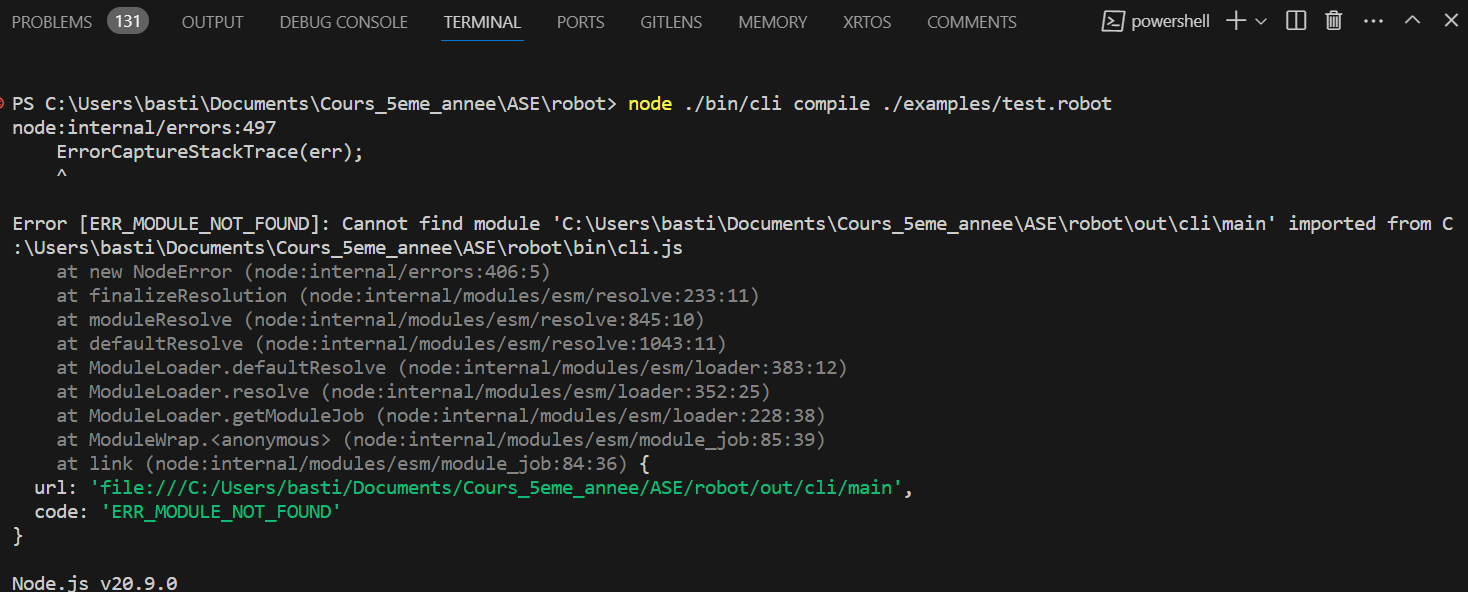 PROBLEMS 131 OUTPUT DEBUG CONSOLE TERMINAL PORTS GITLENS MEMORY XRTOS COMMENTS powershell
PS C:\Users\basti\Documents\Cours_5eme_annee\ASE\robot> node ./bin/cli compile ./examples/test.robot
node:internal/errors:497
    ErrorCaptureStackTrace(err);
    ^
Error [ERR_MODULE_NOT_FOUND]: Cannot find module 'C:\Users\basti\Documents\Cours_5eme_annee\ASE\robot\out\cli\main' imported from C
:\Users\basti\Documents\Cours_5eme_annee\ASE\robot\bin\cli.js
    at new NodeError (node:internal/errors:406:5)
    at finalizeResolution (node:internal/modules/esm/resolve:233:11)
    at moduleResolve (node:internal/modules/esm/resolve:845:10)
    at defaultResolve (node:internal/modules/esm/resolve:1043:11)
    at ModuleLoader.defaultResolve (node:internal/modules/esm/loader:383:12)
    at ModuleLoader.resolve (node:internal/modules/esm/loader:352:25)
    at ModuleLoader.getModuleJob (node:internal/modules/esm/loader:228:38)
    at ModuleWrap.<anonymous> (node:internal/modules/esm/module_job:85:39)
    at link (node:internal/modules/esm/module_job:84:36) {
  url: 'file:///C:/Users/basti/Documents/Cours_5eme_annee/ASE/robot/out/cli/main',
  code: 'ERR_MODULE_NOT_FOUND'
}
Node.js v20.9.0